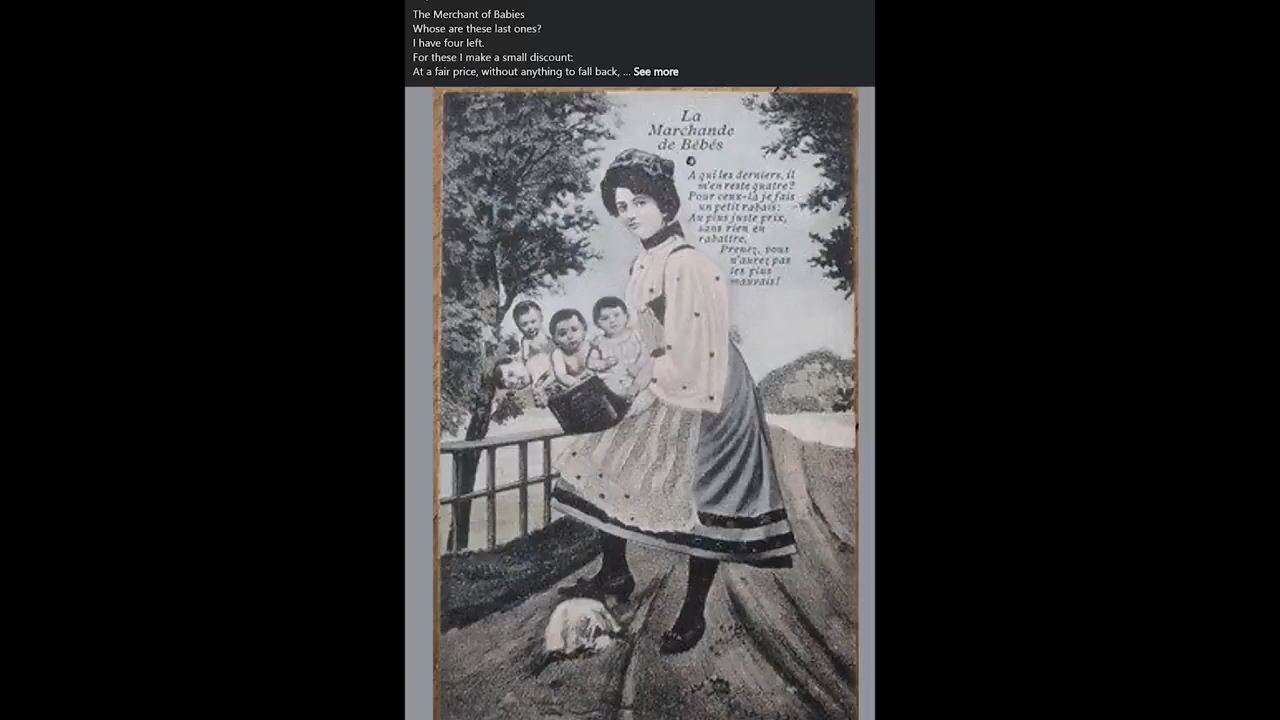 The Merchant of Babies
Whose are these last ones?
I have four left.
For these I make a small discount:
At a fair price, without anything to fall back, ... See more
La
Marchande
de Bébés
A qui les derniers, il
m'en reste quatre?
Pour ceux-là je fais
un petit rabais:
Au plus juste prix,
sans rien en
rabattre,
Prenez, vous
n'aurez pas
les plus
mauvais!